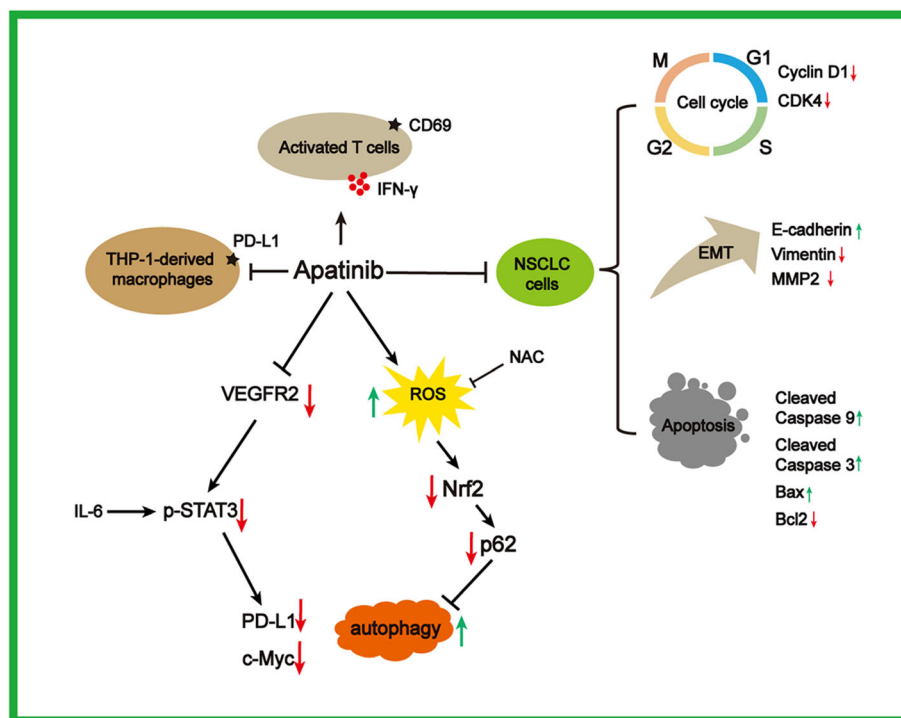 M
G1
Cell cycle
G2
S
Cyclin D1
CDK4
CD69
Activated T cells
IFN-γ
PD-L1
THP-1-derived
macrophages
Apatinib
NSCLC
cells
EMT
E-cadherin
Vimentin
MMP2
VEGFR2
ROS
NAC
Apoptosis
Cleaved
Caspase 9
Cleaved
Caspase 3
Bax
Bcl2
IL-6
p-STAT3
Nrf2
p62
PD-L1
c-Myc
autophagy